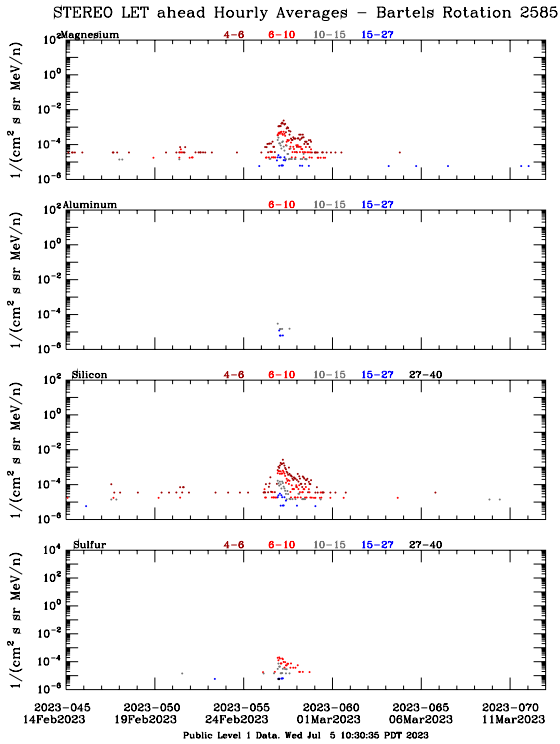 STEREO LET ahead Hourly Averages - Bartels Rotation 2585
Magnesium 4-6 6-10 10-15 15-27
10²
10⁰
10⁻²
10⁻⁴
10⁻⁶
1/(cm² s sr MeV/n)
Aluminum 6-10 10-15 15-27
10²
10⁰
10⁻²
10⁻⁴
10⁻⁶
1/(cm² s sr MeV/n)
Silicon 4-6 6-10 10-15 15-27 27-40
10²
10⁰
10⁻²
10⁻⁴
10⁻⁶
1/(cm² s sr MeV/n)
Sulfur 4-6 6-10 10-15 15-27 27-40
10⁴
10²
10⁰
10⁻²
10⁻⁴
10⁻⁶
1/(cm² s sr MeV/n)
2023-045 2023-050 2023-055 2023-060 2023-065 2023-070
14Feb2023 19Feb2023 24Feb2023 01Mar2023 06Mar2023 11Mar2023
Public Level 1 Data. Wed Jul 5 10:30:35 PDT 2023